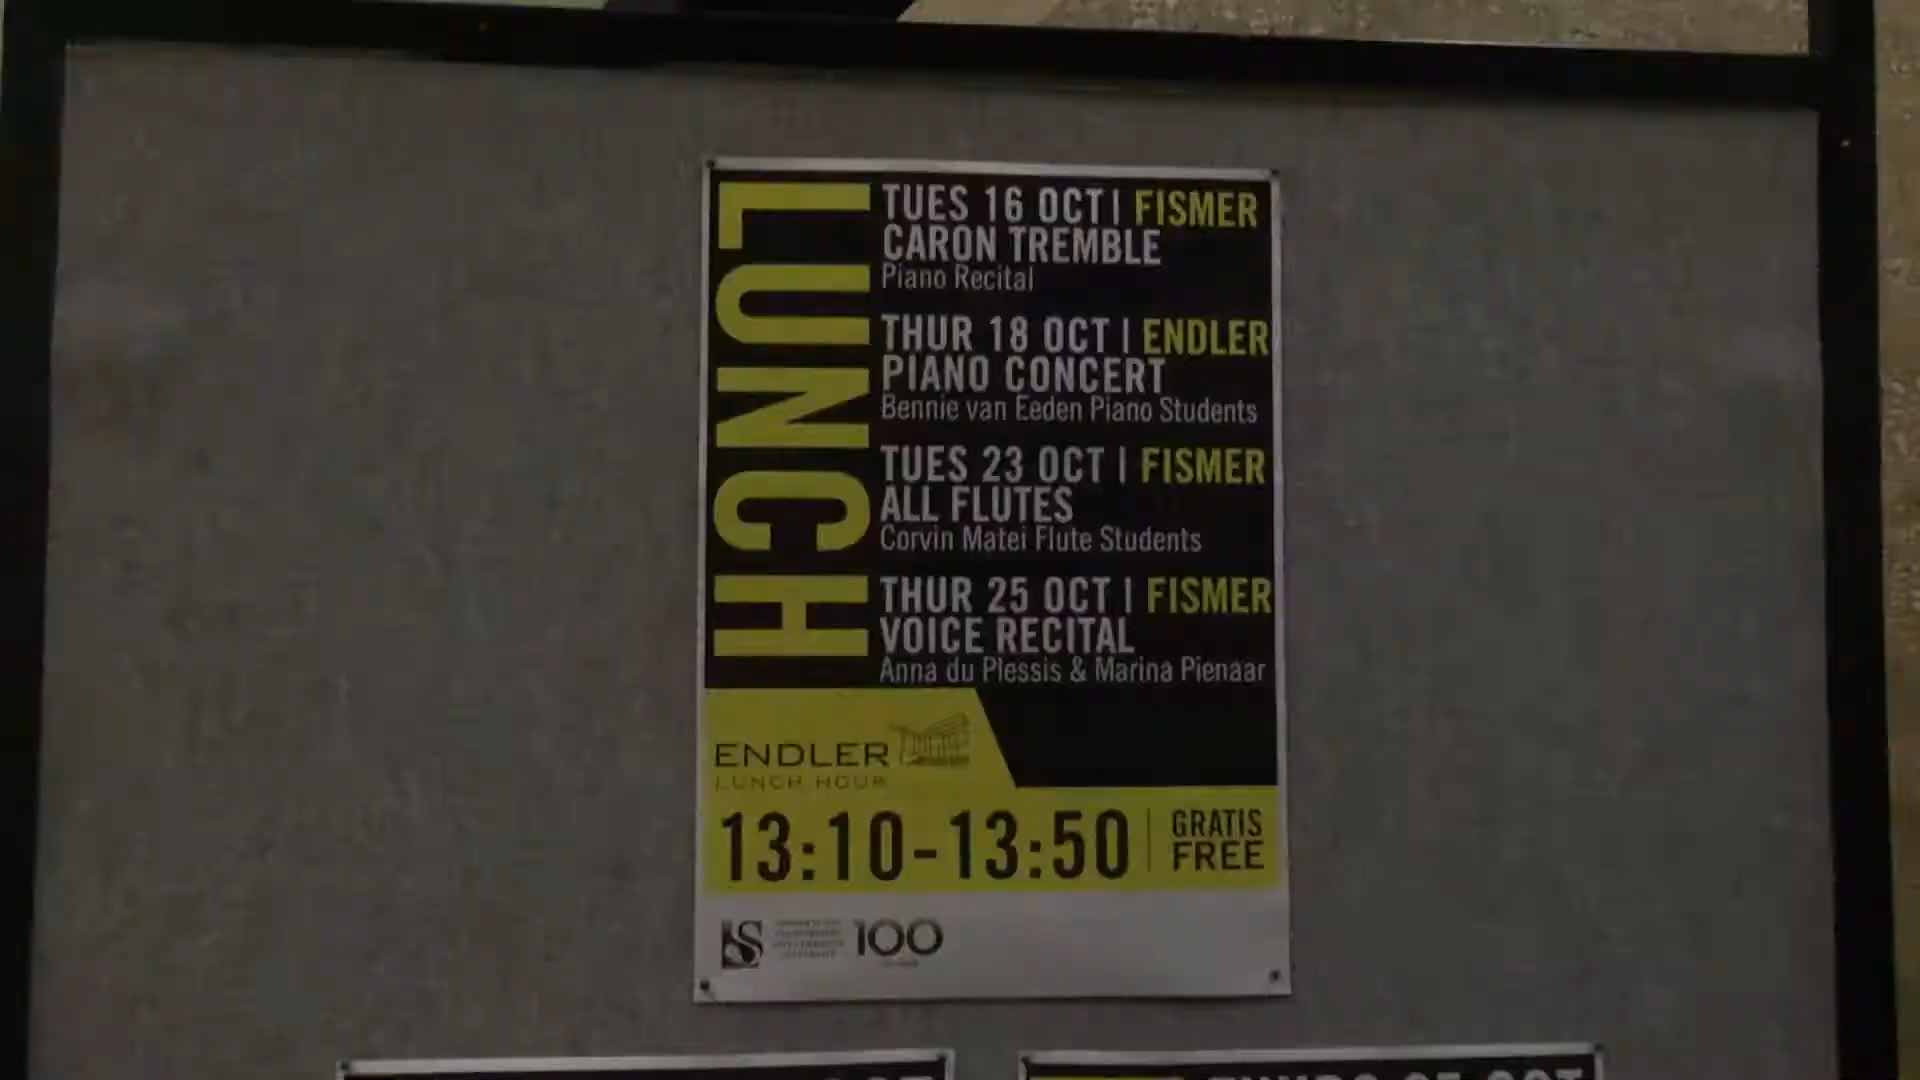 LUNCH
TUES 16 OCT | FISMER
CARON TREMBLE
Piano Recital
THUR 18 OCT | ENDLER
PIANO CONCERT
Bennie van Eeden Piano Students
TUES 23 OCT | FISMER
ALL FLUTES
Corvin Matei Flute Students
THUR 25 OCT | FISMER
VOICE RECITAL
Anna du Plessis & Marina Pienaar
ENDLER
LUNCH HOUR
13:10-13:50
GRATIS
FREE
100
OCT